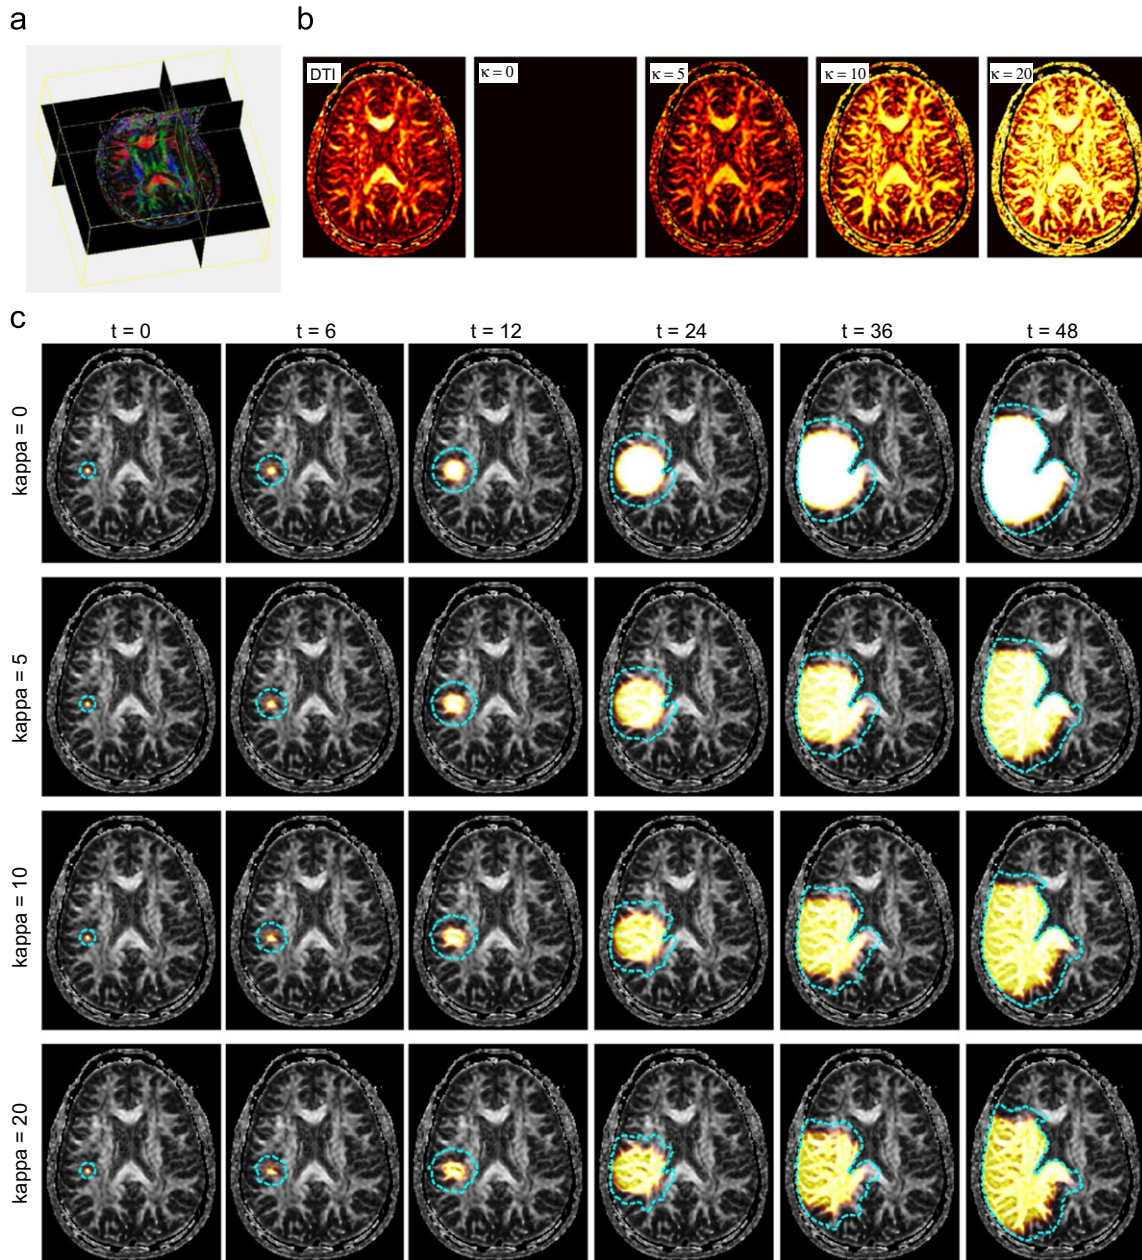 a
b
DTI
κ = 0
κ = 5
κ = 10
κ = 20
c
t = 0
t = 6
t = 12
t = 24
t = 36
t = 48
kappa = 0
kappa = 5
kappa = 10
kappa = 20